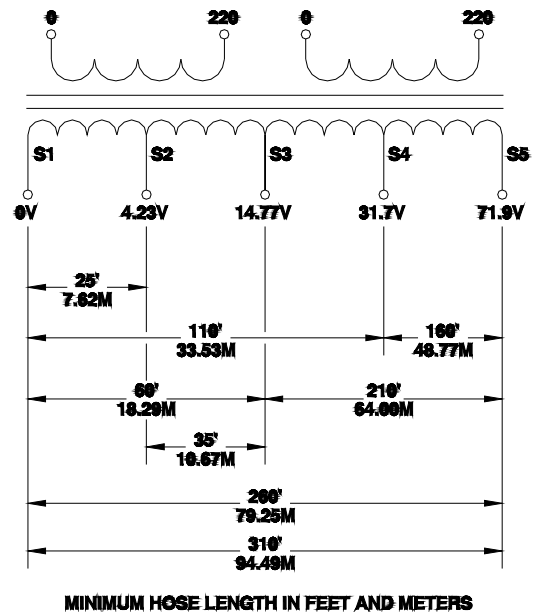 0 220 0 220
S1 S2 S3 S4 S5
0V 4.23V 14.77V 31.7V 71.9V
25'
7.62M
110' 160'
33.53M 48.77M
60' 210'
18.29M 64.00M
35'
10.67M
260'
79.25M
310'
94.49M
MINIMUM HOSE LENGTH IN FEET AND METERS